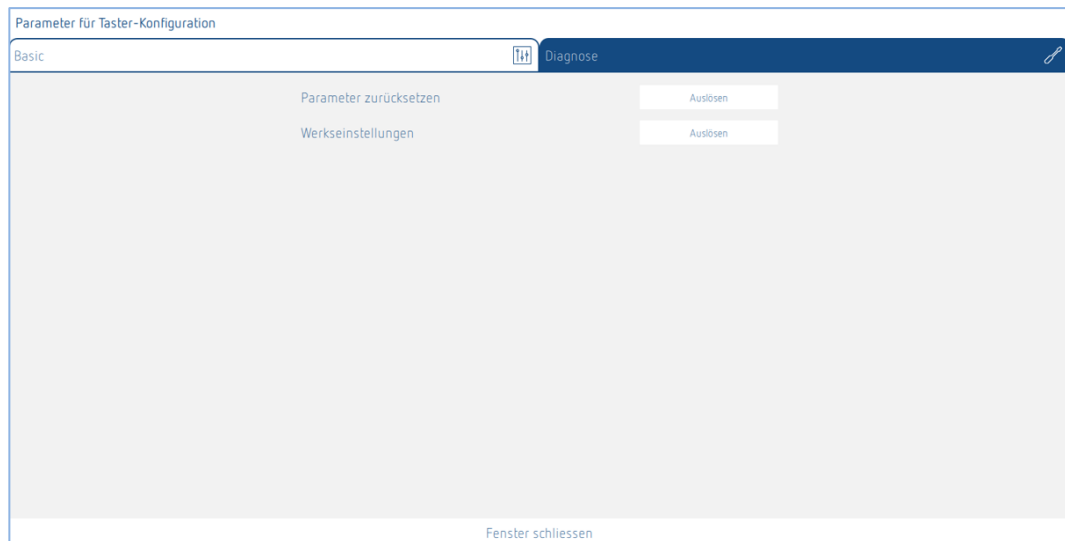 Parameter für Taster-Konfiguration
Basic Diagnose
Parameter zurücksetzen Auslösen
Werkseinstellungen Auslösen
Fenster schliessen